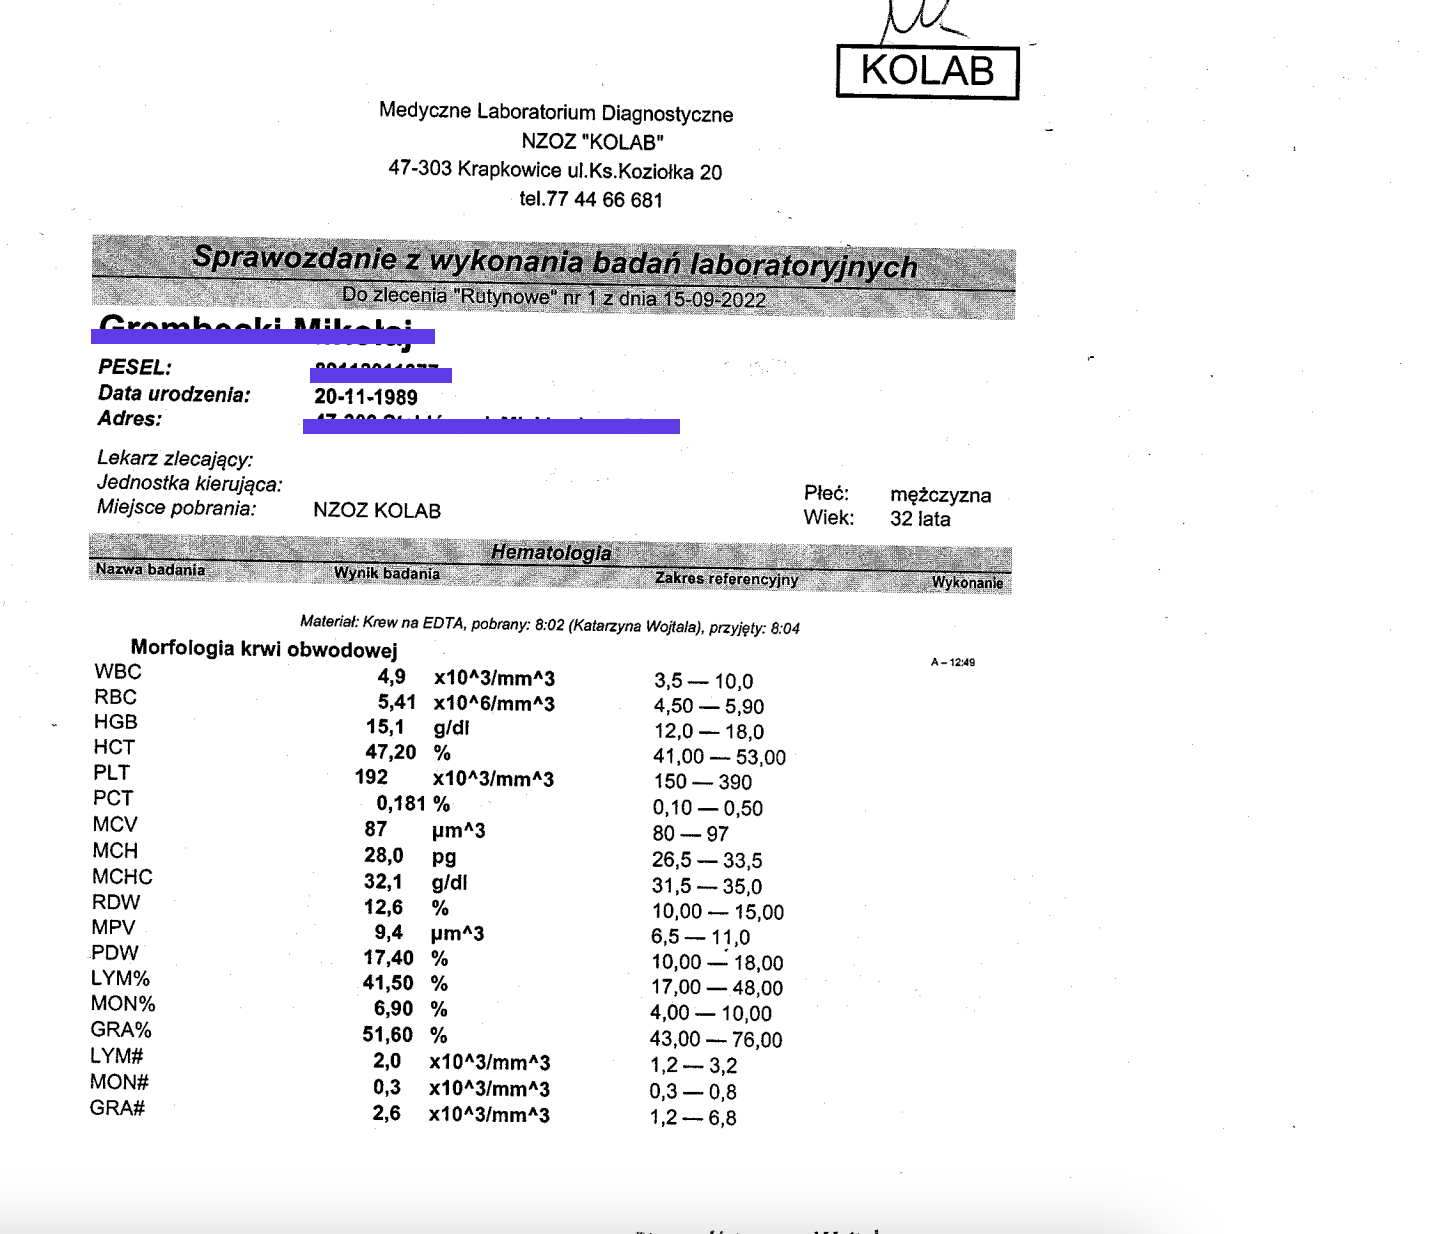 KOLAB
Medyczne Laboratorium Diagnostyczne
NZOZ "KOLAB"
47-303 Krapkowice ul.Ks.Koziołka 20
tel.77 44 66 681
Sprawozdanie z wykonania badań laboratoryjnych
Do zlecenia "Rutynowe" nr 1 z dnia 15-09-2022
PESEL:
Data urodzenia: 20-11-1989
Adres:
Lekarz zlecający:
Jednostka kierująca:
Płeć: mężczyzna
Miejsce pobrania: NZOZ KOLAB
Wiek: 32 lata
Hematologia
Nazwa badania Wynik badania Zakres referencyjny Wykonanie
Materiał: Krew na EDTA, pobrany: 8:02 (Katarzyna Wojtala), przyjęty: 8:04
Morfologia krwi obwodowej A – 12:49
WBC 4,9 x10^3/mm^3 3,5 — 10,0
RBC 5,41 x10^6/mm^3 4,50 — 5,90
HGB 15,1 g/dl 12,0 — 18,0
HCT 47,20 % 41,00 — 53,00
PLT 192 x10^3/mm^3 150 — 390
PCT 0,181 % 0,10 — 0,50
MCV 87 µm^3 80 — 97
MCH 28,0 pg 26,5 — 33,5
MCHC 32,1 g/dl 31,5 — 35,0
RDW 12,6 % 10,00 — 15,00
MPV 9,4 µm^3 6,5 — 11,0
PDW 17,40 % 10,00 — 18,00
LYM% 41,50 % 17,00 — 48,00
MON% 6,90 % 4,00 — 10,00
GRA% 51,60 % 43,00 — 76,00
LYM# 2,0 x10^3/mm^3 1,2 — 3,2
MON# 0,3 x10^3/mm^3 0,3 — 0,8
GRA# 2,6 x10^3/mm^3 1,2 — 6,8